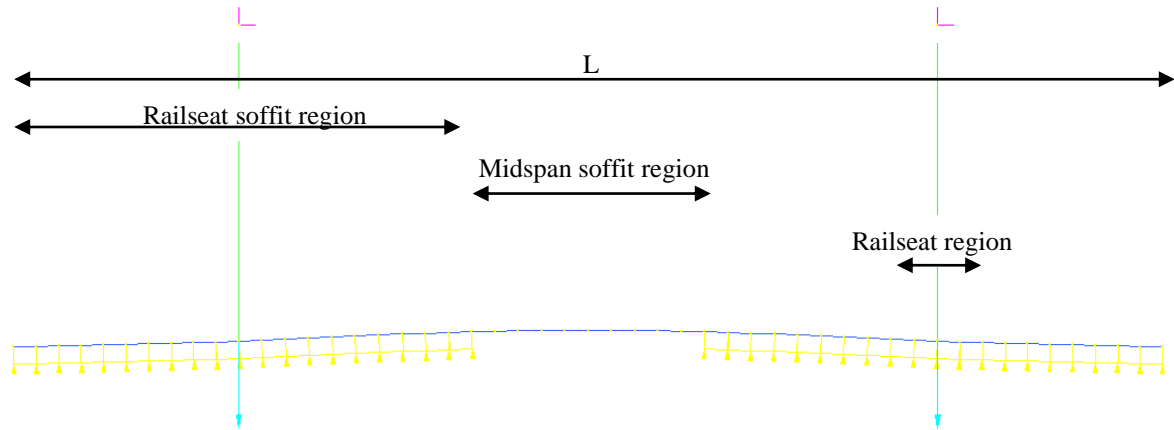 L
Railseat soffit region
Midspan soffit region
Railseat region